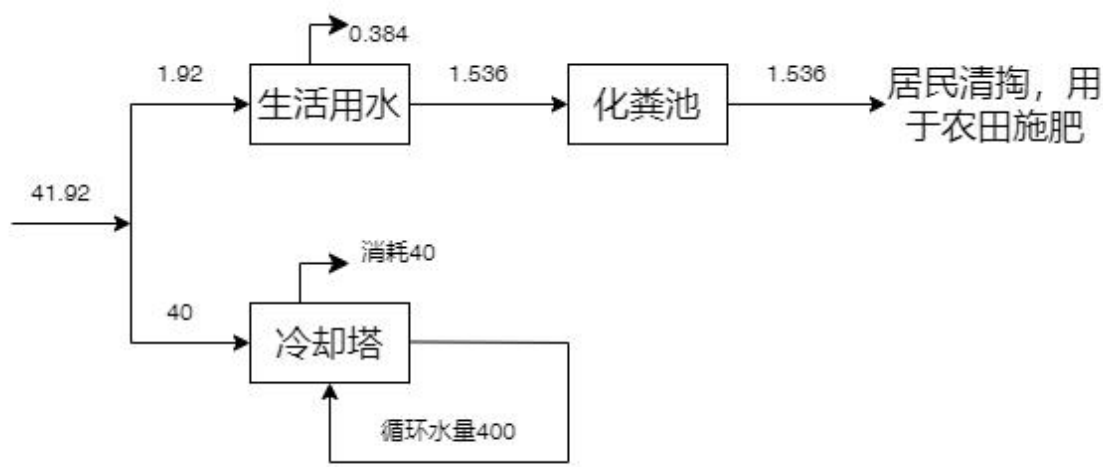 0.384
1.92
生活用水
1.536
化粪池
1.536
居民清掏，用
于农田施肥
41.92
消耗40
40
冷却塔
循环水量400